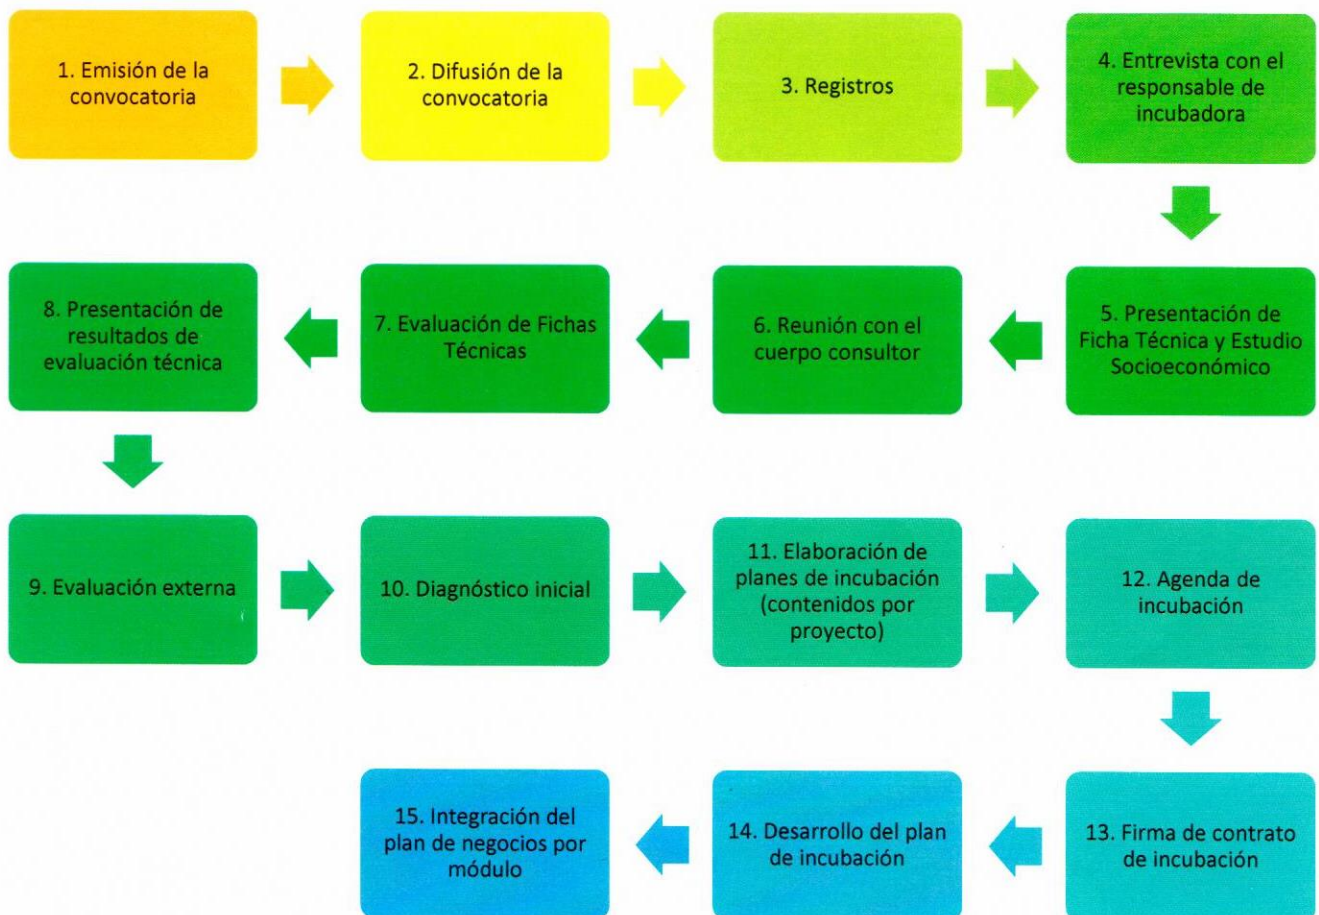 1. Emisión de la
convocatoria
2. Difusión de la
convocatoria
3. Registros
4. Entrevista con el
responsable de
incubadora
5. Presentación de
Ficha Técnica y Estudio
Socioeconómico
6. Reunión con el
cuerpo consultor
7. Evaluación de Fichas
Técnicas
8. Presentación de
resultados de
evaluación técnica
9. Evaluación externa
10. Diagnóstico inicial
11. Elaboración de
planes de incubación
(contenidos por
proyecto)
12. Agenda de
incubación
13. Firma de contrato
de incubación
14. Desarrollo del plan
de incubación
15. Integración del
plan de negocios por
módulo